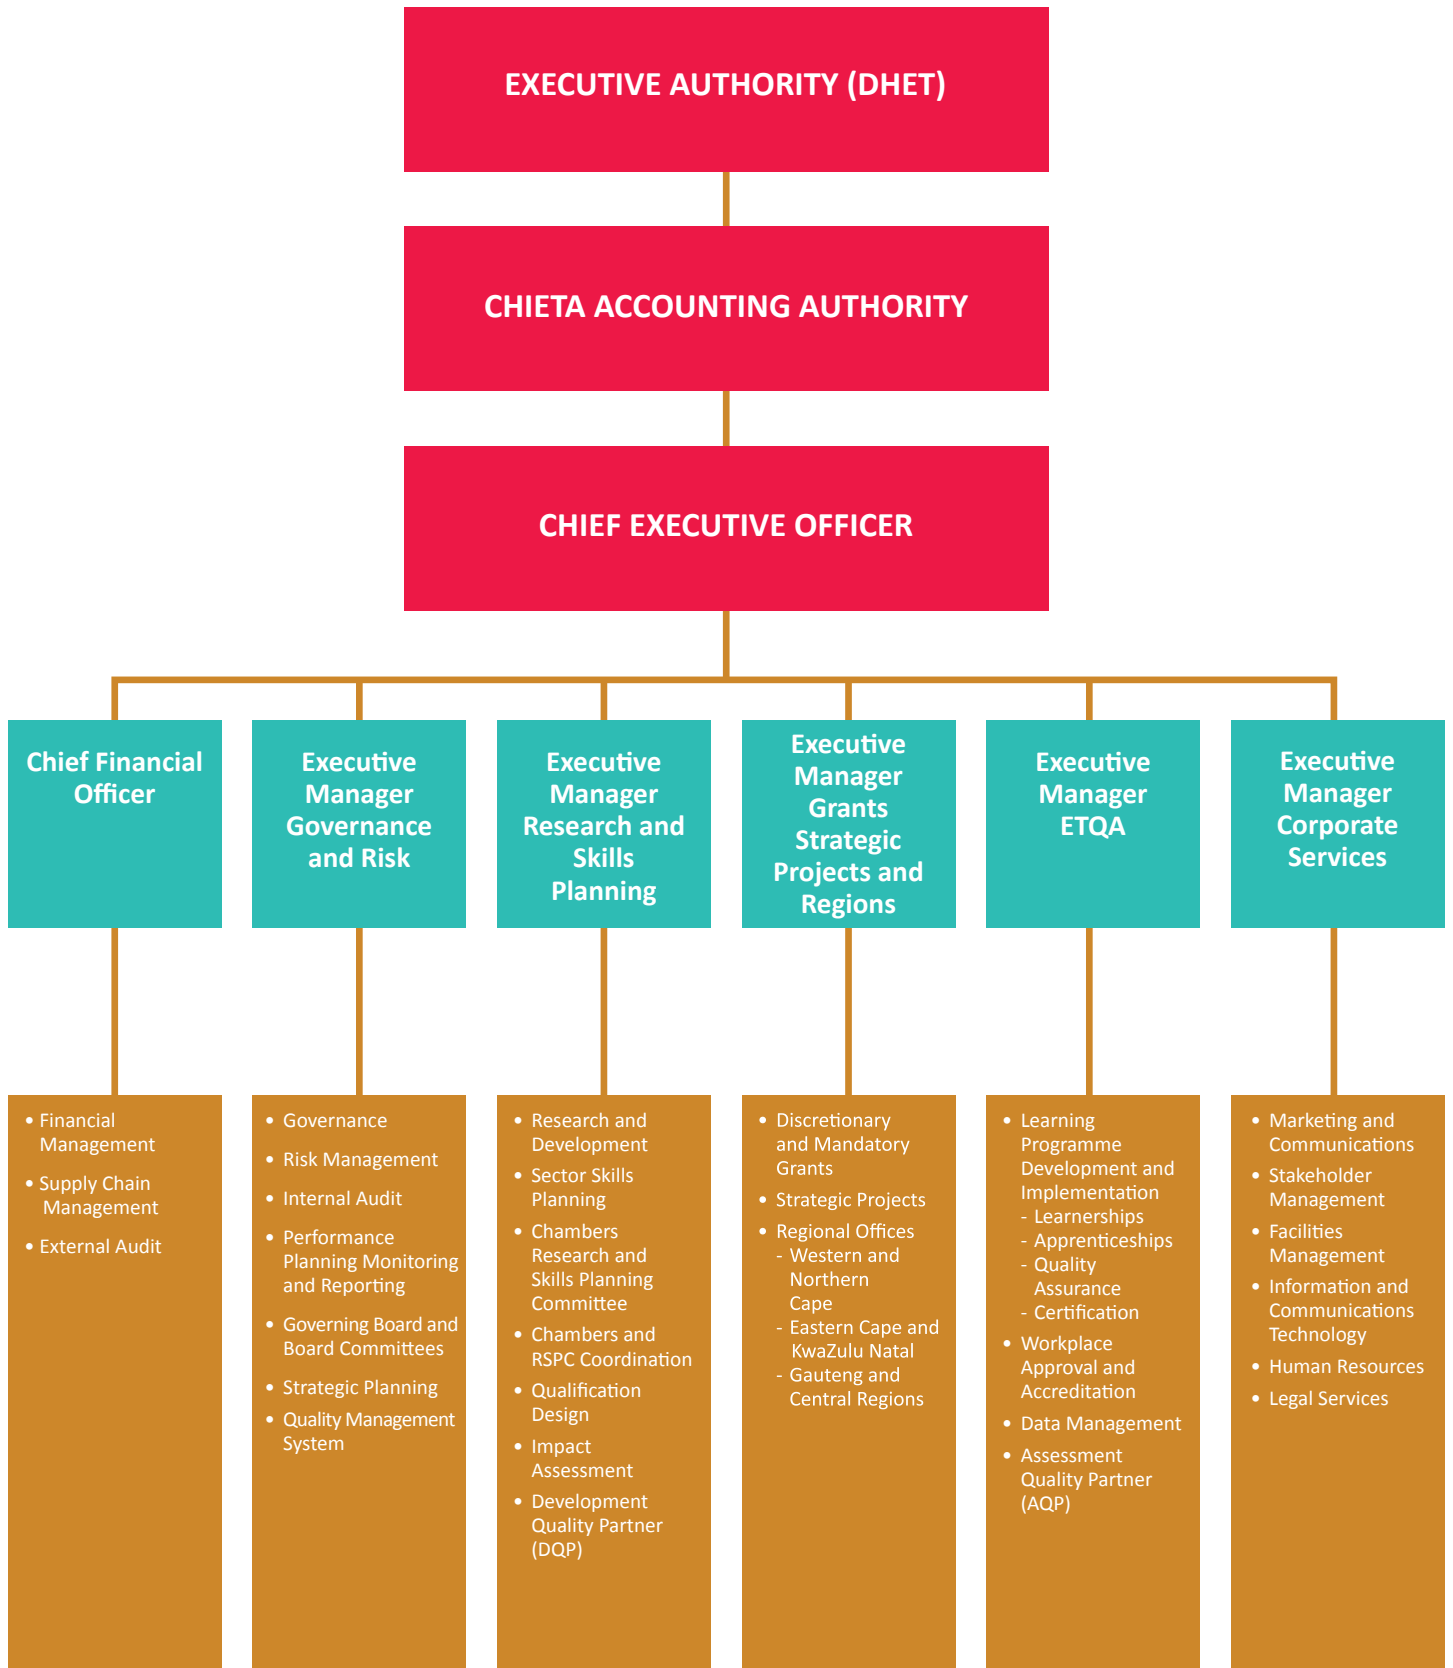 EXECUTIVE AUTHORITY (DHET)
CHIETA ACCOUNTING AUTHORITY
CHIEF EXECUTIVE OFFICER
Chief Financial
Officer
Executive
Manager
Governance
and Risk
Executive
Manager
Research and
Skills
Planning
Executive
Manager
Grants
Strategic
Projects and
Regions
Executive
Manager
ETQA
Executive
Manager
Corporate
Services
• Financial
Management
• Supply Chain
Management
• External Audit
• Governance
• Risk Management
• Internal Audit
• Performance
Planning Monitoring
and Reporting
• Governing Board and
Board Committees
• Strategic Planning
• Quality Management
System
• Research and
Development
• Sector Skills
Planning
• Chambers
Research and
Skills Planning
Committee
• Chambers and
RSPC Coordination
• Qualification
Design
• Impact
Assessment
• Development
Quality Partner
(DQP)
• Discretionary
and Mandatory
Grants
• Strategic Projects
• Regional Offices
- Western and
Northern
Cape
- Eastern Cape and
KwaZulu Natal
- Gauteng and
Central Regions
• Learning
Programme
Development and
Implementation
- Learnerships
- Apprenticeships
- Quality
Assurance
- Certification
• Workplace
Approval and
Accreditation
• Data Management
• Assessment
Quality Partner
(AQP)
• Marketing and
Communications
• Stakeholder
Management
• Facilities
Management
• Information and
Communications
Technology
• Human Resources
• Legal Services